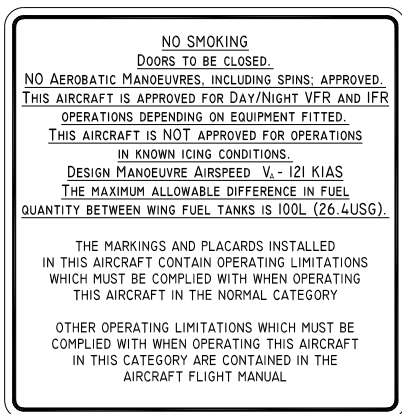 NO SMOKING
DOORS TO BE CLOSED.
NO AEROBATIC MANOEUVRES, INCLUDING SPINS; APPROVED.
THIS AIRCRAFT IS APPROVED FOR DAY/NIGHT VFR AND IFR
OPERATIONS DEPENDING ON EQUIPMENT FITTED.
THIS AIRCRAFT IS NOT APPROVED FOR OPERATIONS
IN KNOWN ICING CONDITIONS.
DESIGN MANOEUVRE AIRSPEED VA - 121 KIAS
THE MAXIMUM ALLOWABLE DIFFERENCE IN FUEL
QUANTITY BETWEEN WING FUEL TANKS IS 100L (26.4USG).
THE MARKINGS AND PLACARDS INSTALLED
IN THIS AIRCRAFT CONTAIN OPERATING LIMITATIONS
WHICH MUST BE COMPLIED WITH WHEN OPERATING
THIS AIRCRAFT IN THE NORMAL CATEGORY
OTHER OPERATING LIMITATIONS WHICH MUST BE
COMPLIED WITH WHEN OPERATING THIS AIRCRAFT
IN THIS CATEGORY ARE CONTAINED IN THE
AIRCRAFT FLIGHT MANUAL